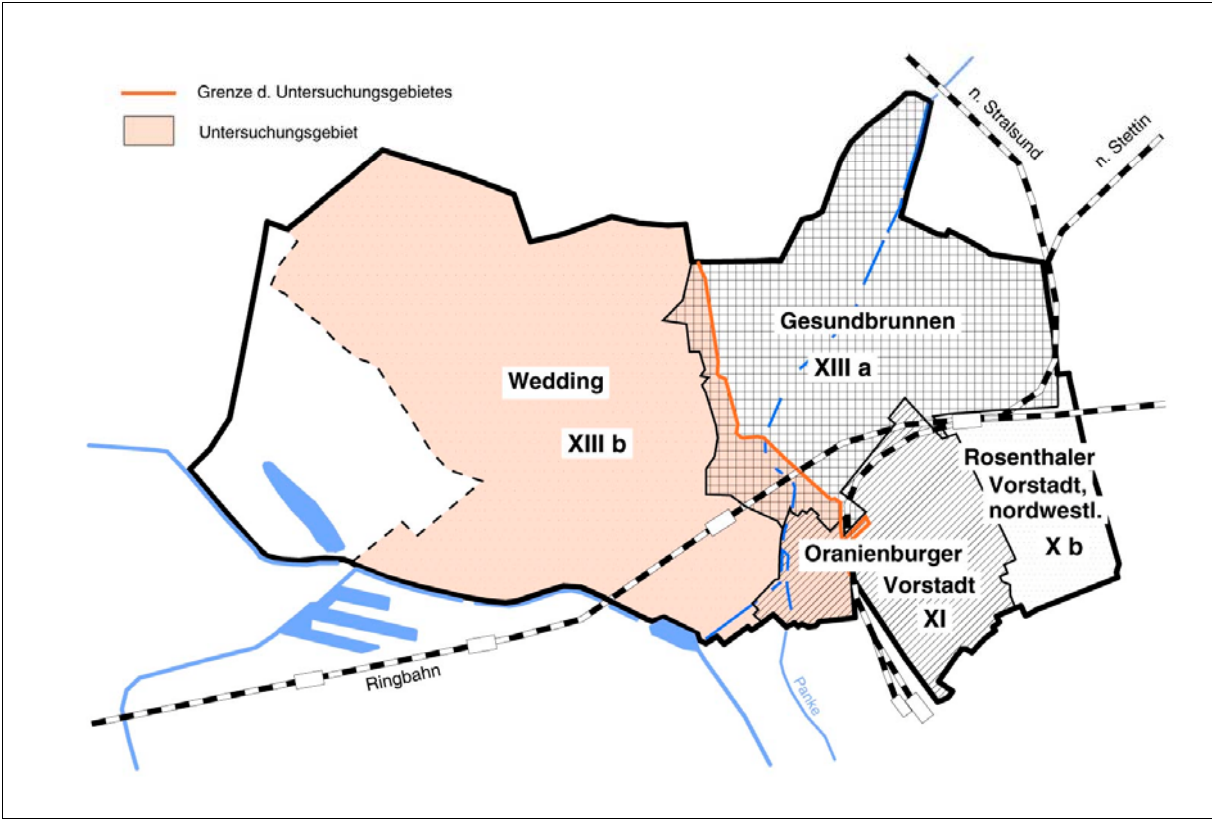 Grenze d. Untersuchungsgebietes
Untersuchungsgebiet
n. Stralsund
n. Stettin
Gesundbrunnen
XIII a
Wedding
XIII b
Rosenthaler
Vorstadt,
nordwestl.
X b
Oranienburger
Vorstadt
XI
Ringbahn
Panke